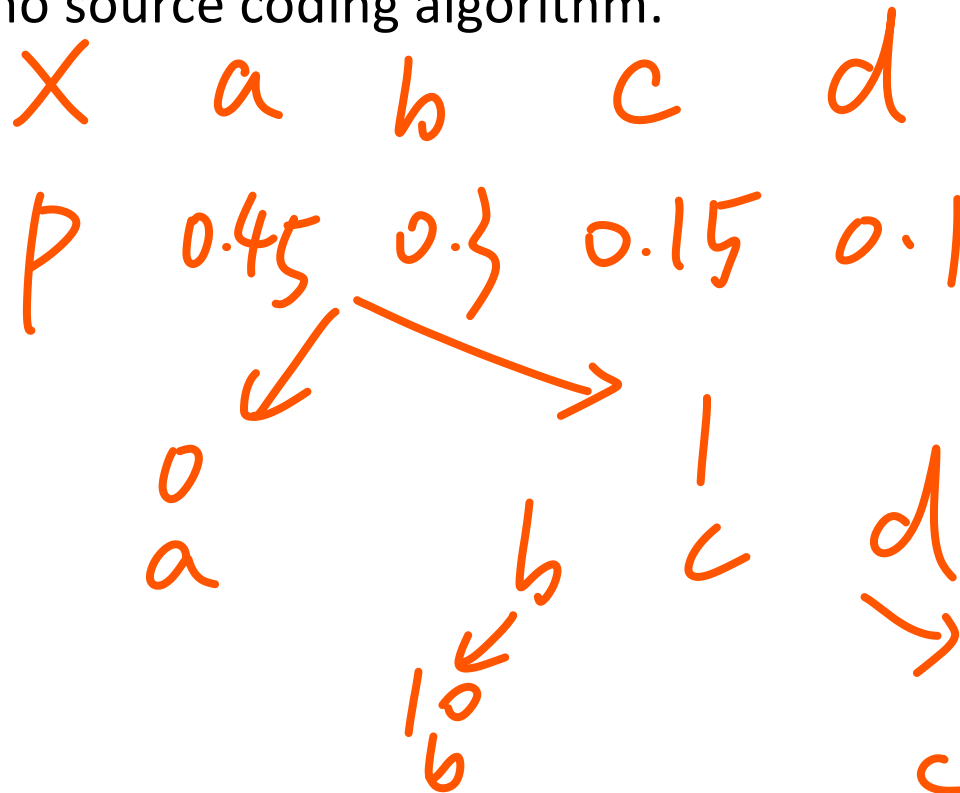 no source coding algorithm.
X a b c d
P 0.45 0.3 0.15 0.1
0 1
a b c d
10
b c